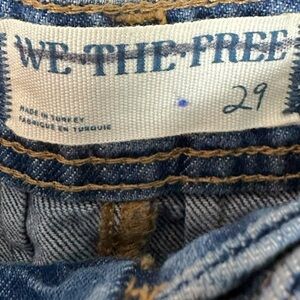 WE THE FREE
29
MADE IN TURKEY
FABRIQUÉ EN TURQUIE